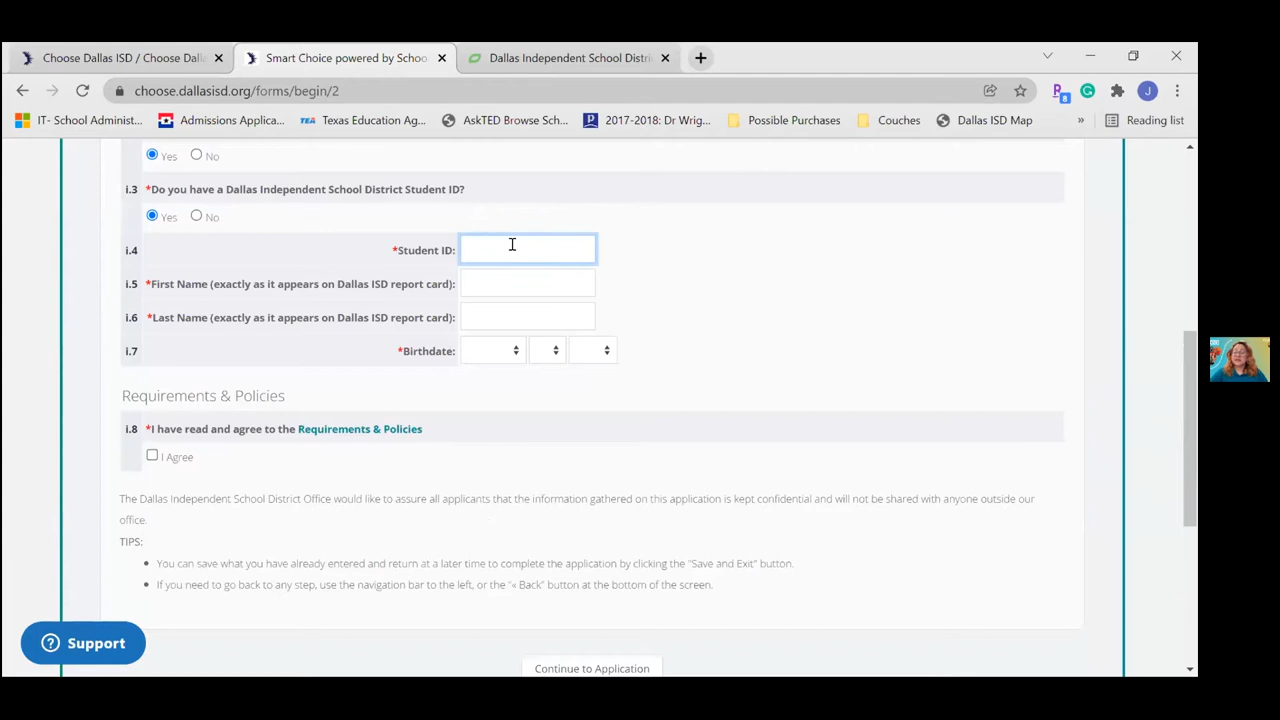 Choose Dallas ISD / Choose Dalla
Smart Choice powered by Schoo
Dallas Independent School Distri
choose.dallasisd.org/forms/begin/2
8
J
IT- School Administ...
Admissions Applica...
TEA Texas Education Ag...
AskTED Browse Sch...
2017-2018: Dr Wrig...
Possible Purchases
Couches
Dallas ISD Map
»
Reading list
Yes No
i.3 *Do you have a Dallas Independent School District Student ID?
Yes No
i.4 *Student ID:
i.5 *First Name (exactly as it appears on Dallas ISD report card):
i.6 *Last Name (exactly as it appears on Dallas ISD report card):
i.7 *Birthdate:
Requirements & Policies
i.8 *I have read and agree to the Requirements & Policies
I Agree
The Dallas Independent School District Office would like to assure all applicants that the information gathered on this application is kept confidential and will not be shared with anyone outside our
office.
TIPS:
• You can save what you have already entered and return at a later time to complete the application by clicking the "Save and Exit" button.
• If you need to go back to any step, use the navigation bar to the left, or the "« Back" button at the bottom of the screen.
? Support
Continue to Application